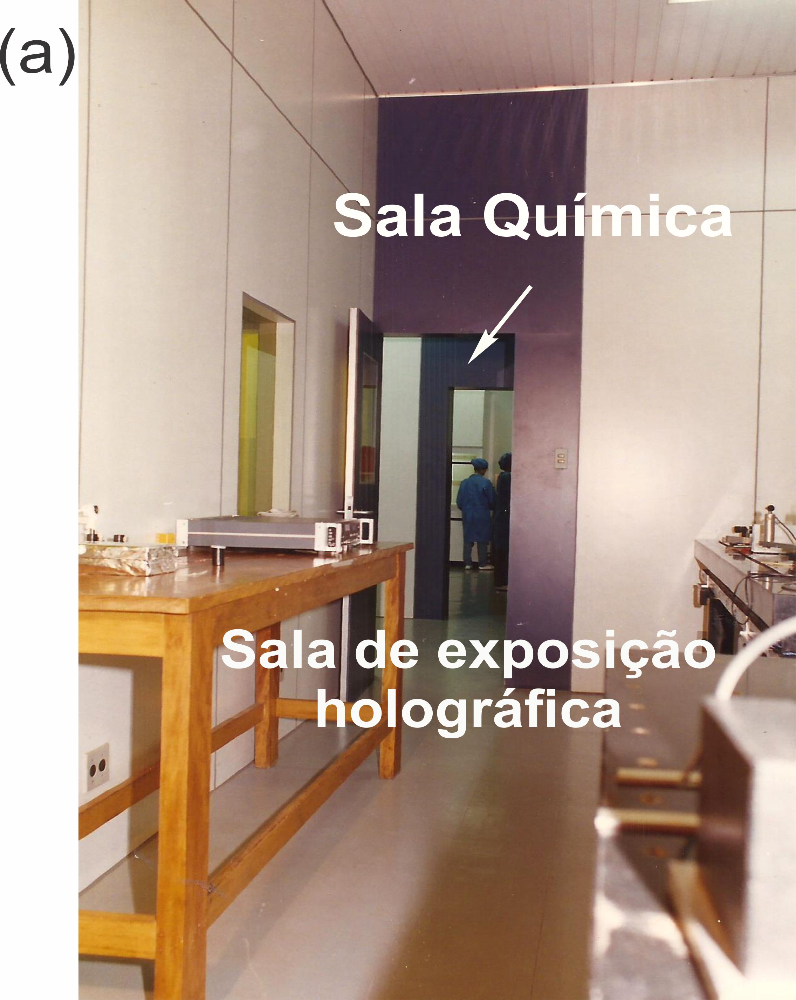 (a)
Sala Química
Sala de exposição
holográfica